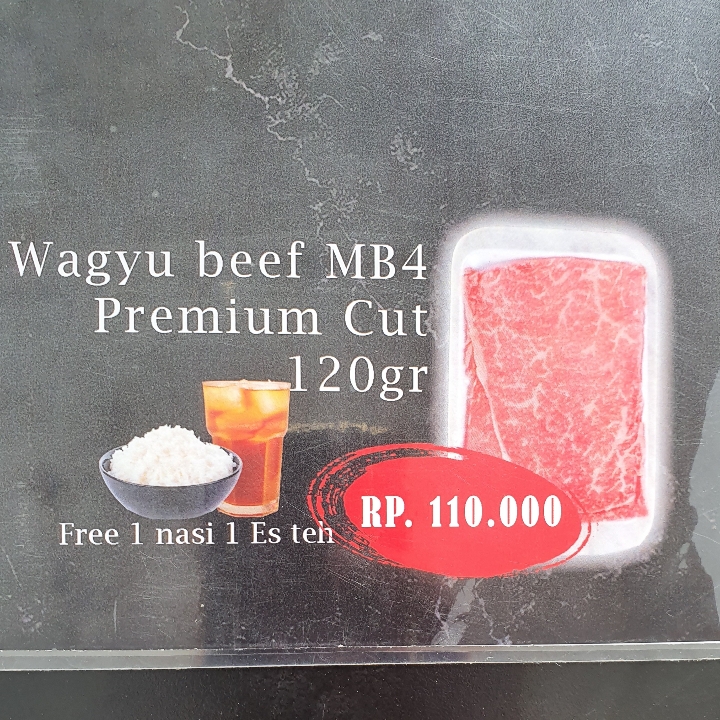 Wagyu beef MB4
Premium Cut
120gr
RP. 110.000
Free 1 nasi 1 Es teh